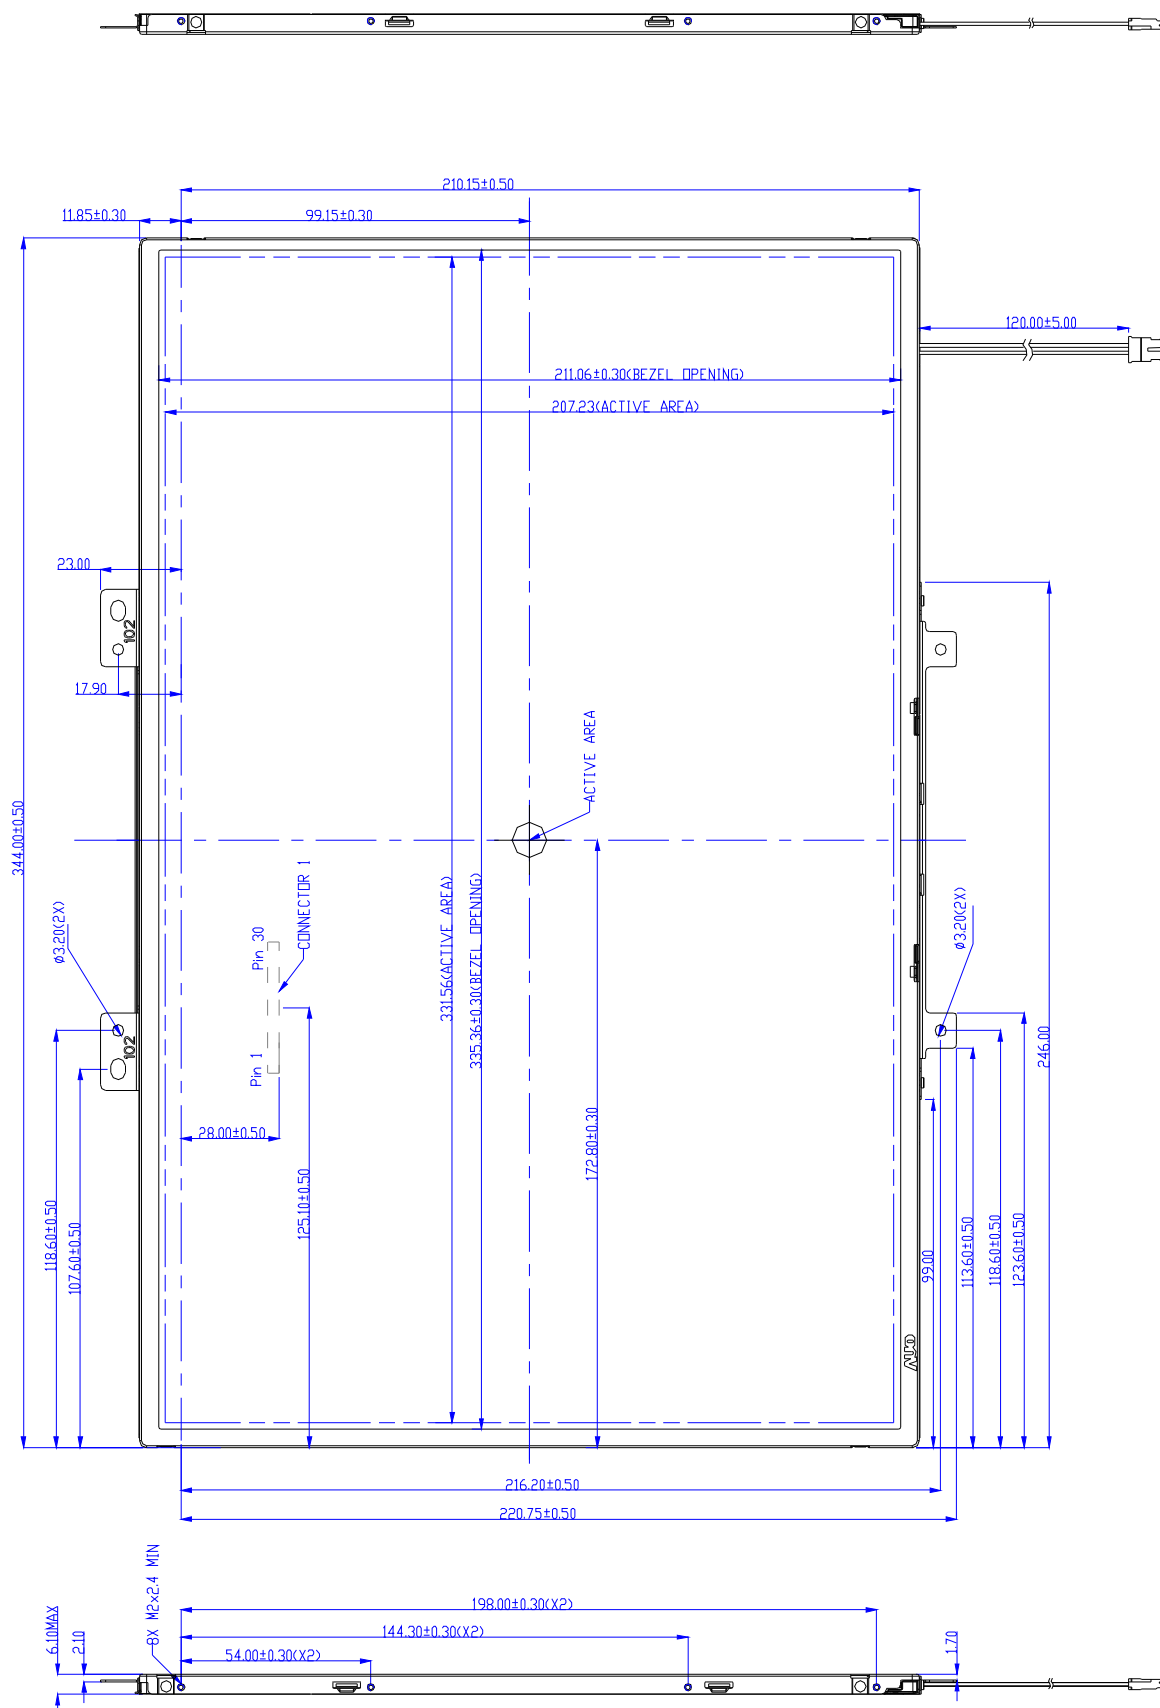 210.15±0.50
11.85±0.30
99.15±0.30
120.00±5.00
211.06±0.30(BEZEL OPENING)
207.23(ACTIVE AREA)
23.00
102
17.90
ACTIVE AREA
344.00±0.50
CONNECTOR 1
331.56(ACTIVE AREA)
335.36±0.30(BEZEL OPENING)
ø3.20(2X)
ø3.20(2X)
Pin 30
102
Pin 1
246.00
28.00±0.50
172.80±0.30
125.10±0.50
118.60±0.50
107.60±0.50
99.00
113.60±0.50
118.60±0.50
123.60±0.50
AUO
216.20±0.50
220.75±0.50
8X M2x2.4 MIN
198.00±0.30(X2)
6.10MAX
2.10
144.30±0.30(X2)
1.70
54.00±0.30(X2)